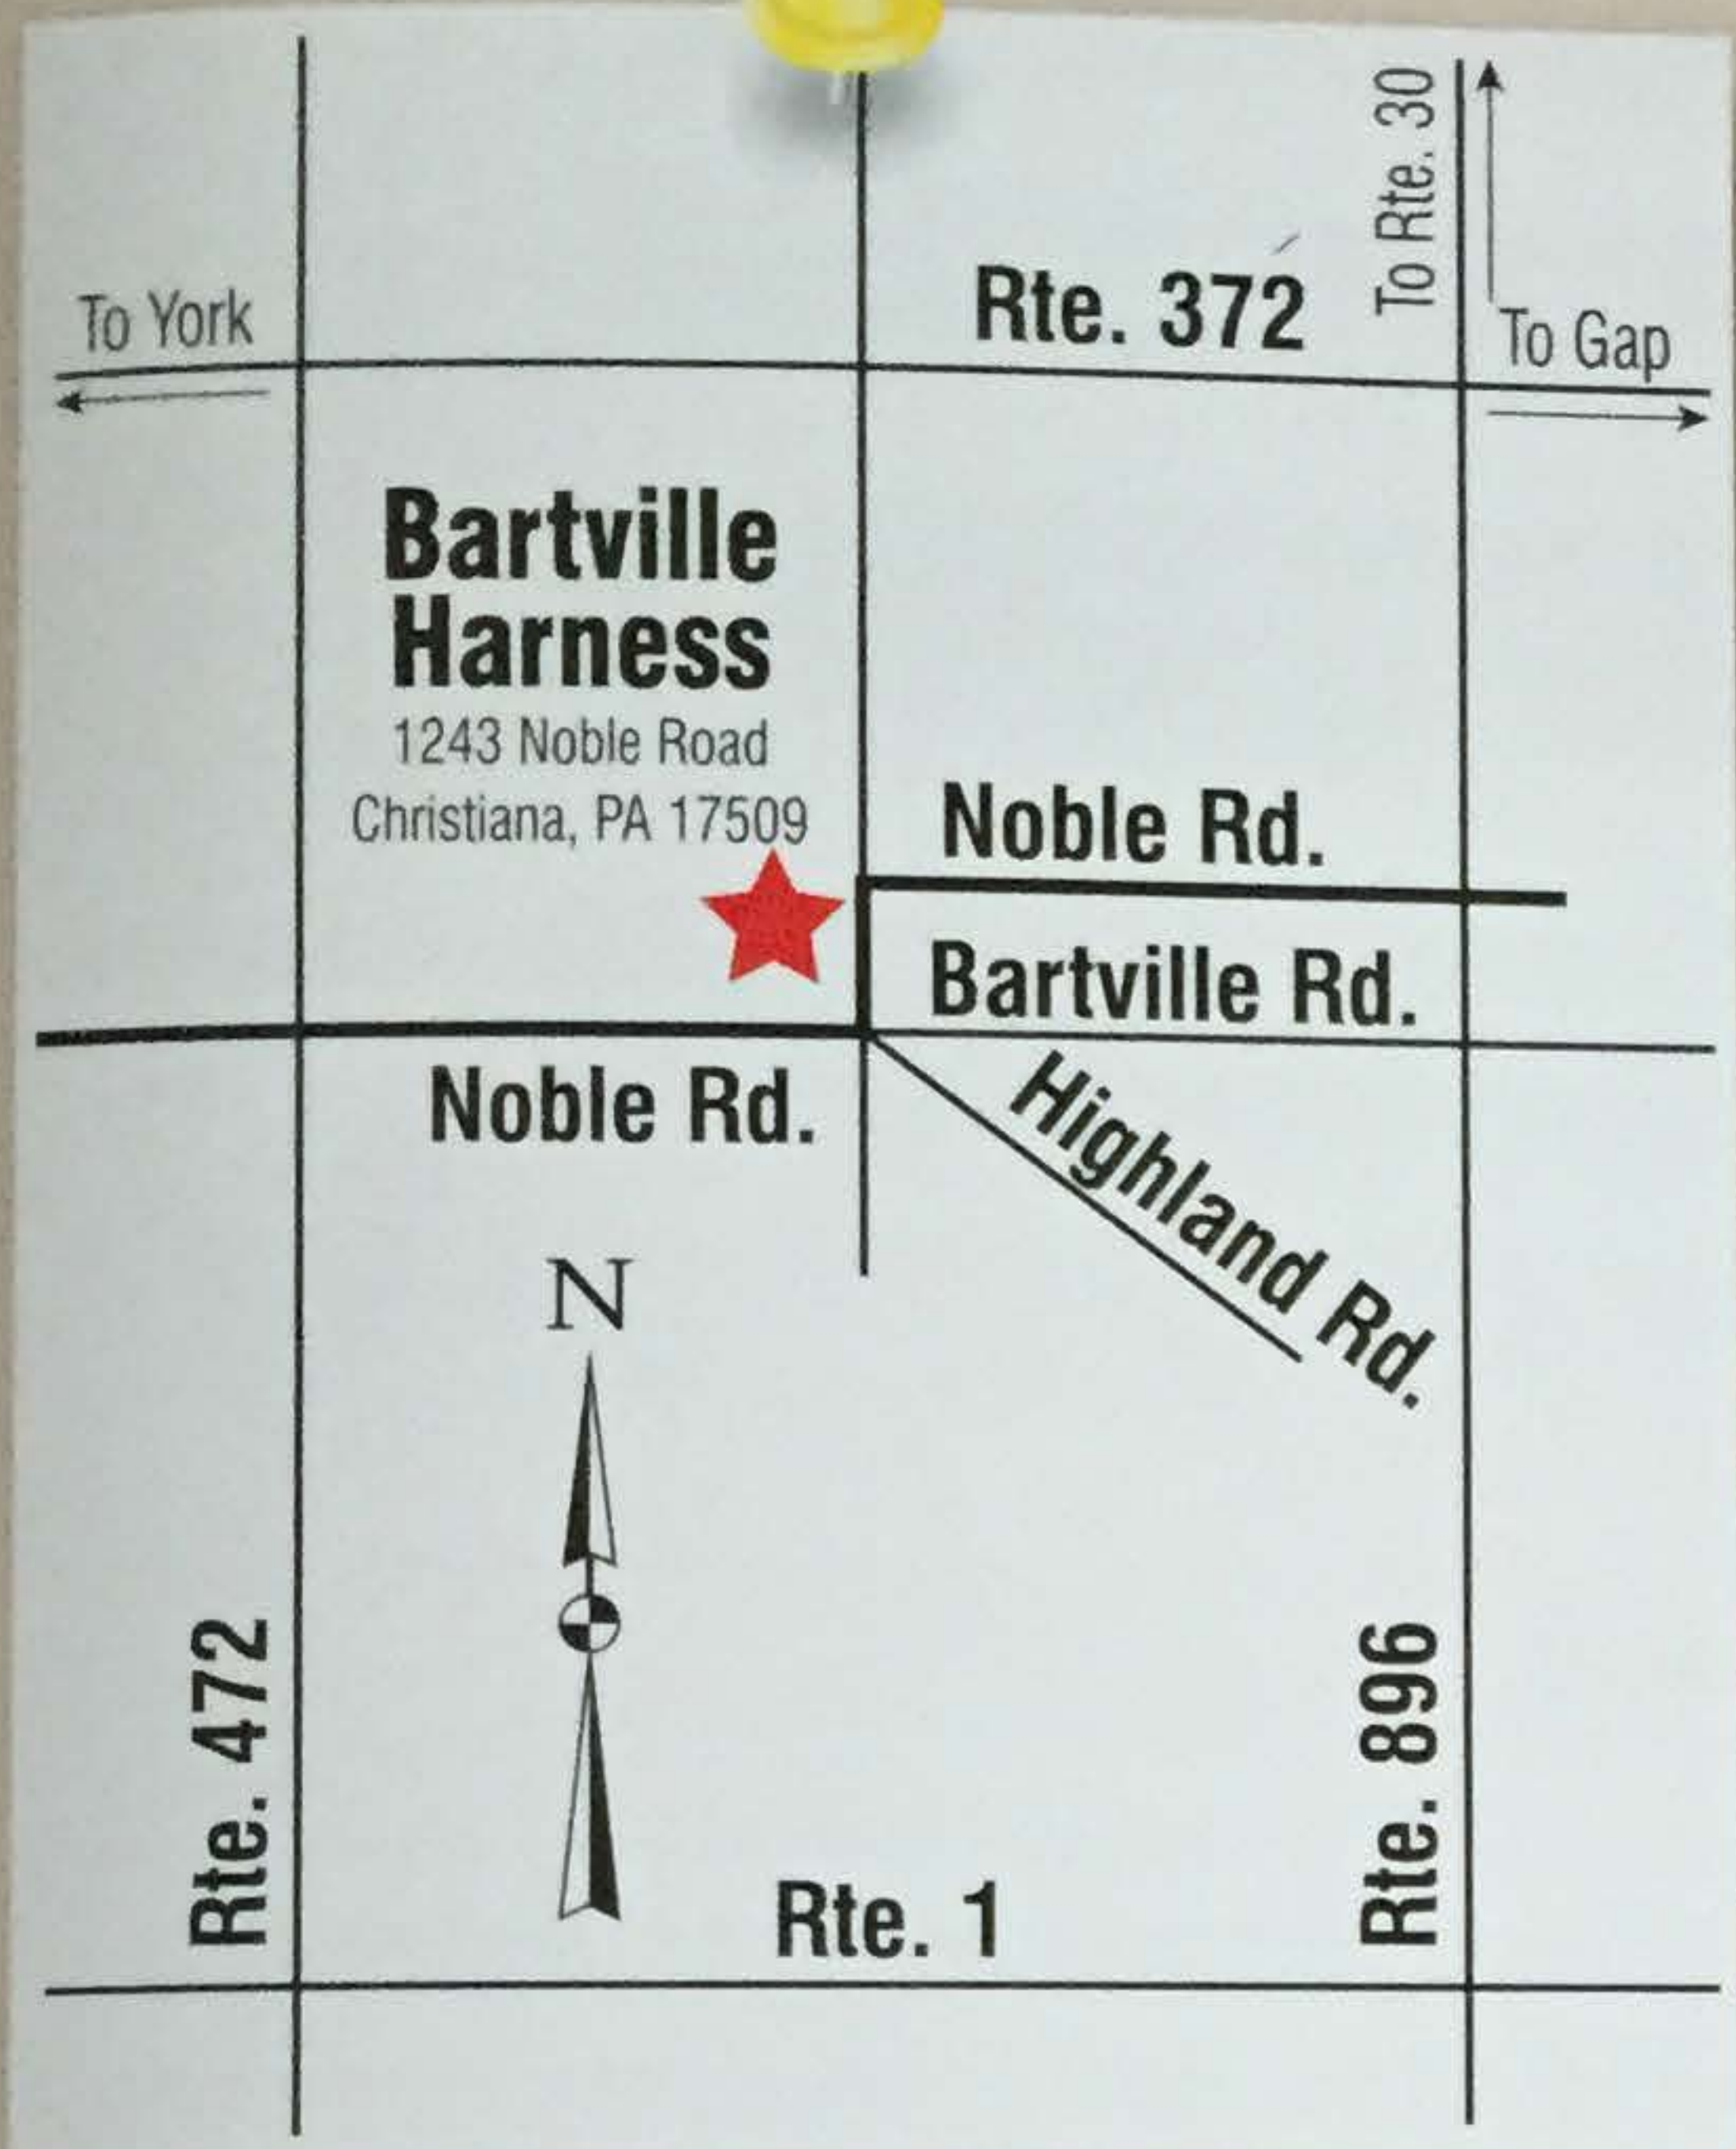 To Rte. 30
Rte. 372
To York
To Gap
Bartville
Harness
1243 Noble Road
Christiana, PA 17509
Noble Rd.
Bartville Rd.
Noble Rd.
Highland Rd.
N
Rte. 472
Rte. 896
Rte. 1